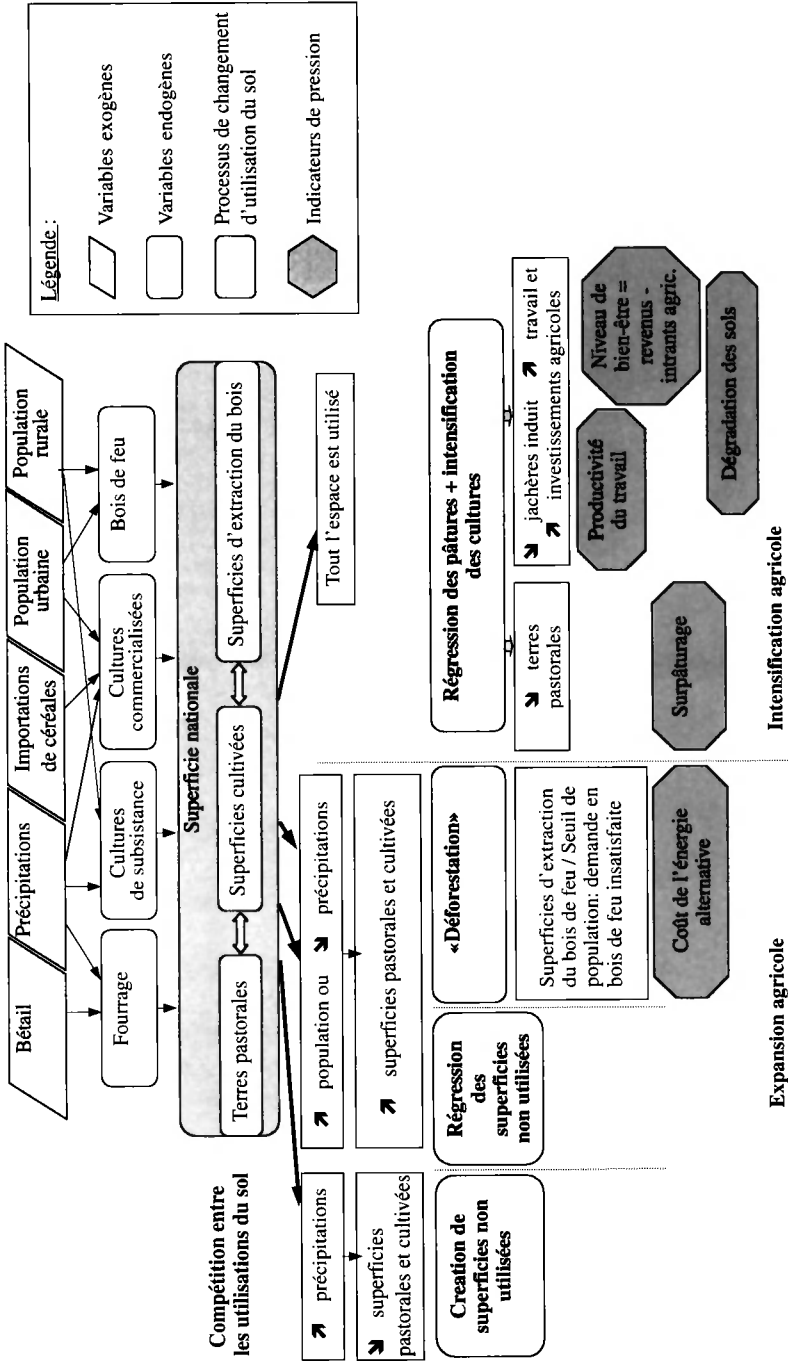 Bétail
Précipitations
Importations
de céréales
Population
urbaine
Population
rurale
Fourrage
Cultures
de subsistance
Cultures
commercialisées
Bois de feu
Superficie nationale
Terres pastorales
Superficies cultivées
Superficies d'extraction du bois
Compétition entre
les utilisations du sol
↗ précipitations
↘ superficies
pastorales et cultivées
↗ population ou ↘ précipitations
↗ superficies pastorales et cultivées
Tout l'espace est utilisé
Creation de
superficies non
utilisées
Régression
des
superficies
non utilisées
«Déforestation»
Superficies d'extraction
du bois de feu / Seuil de
population: demande en
bois de feu insatisfaite
Coût de l'énergie
alternative
Régression des pâtures + intensification
des cultures
↘ terres
pastorales
↘ jachères induit ↗ travail et
↗ investissements agricoles
Surpâturage
Productivité
du travail
Niveau de
bien-être =
revenus -
intrants agric.
Dégradation des sols
Expansion agricole
Intensification agricole
Légende :
Variables exogènes
Variables endogènes
Processus de changement
d'utilisation du sol
Indicateurs de pression